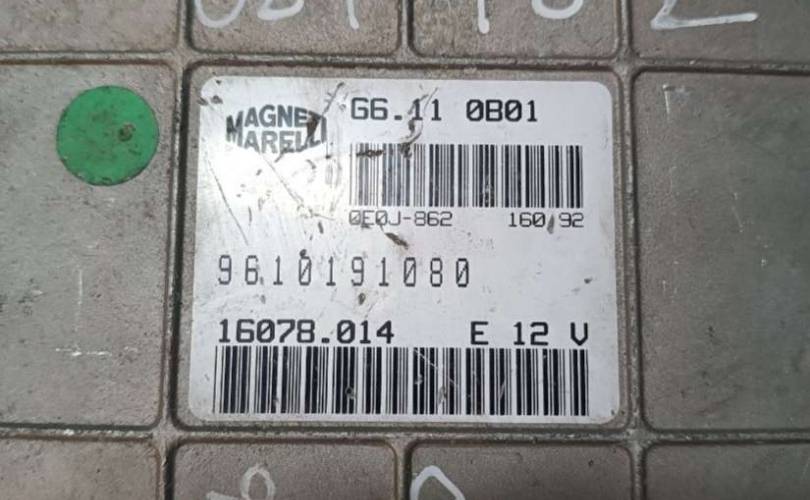 MAGNETI
MARELLI
G6.11 0B01
0E0J-862 160/92
9610191080
16078.014 E 12 V